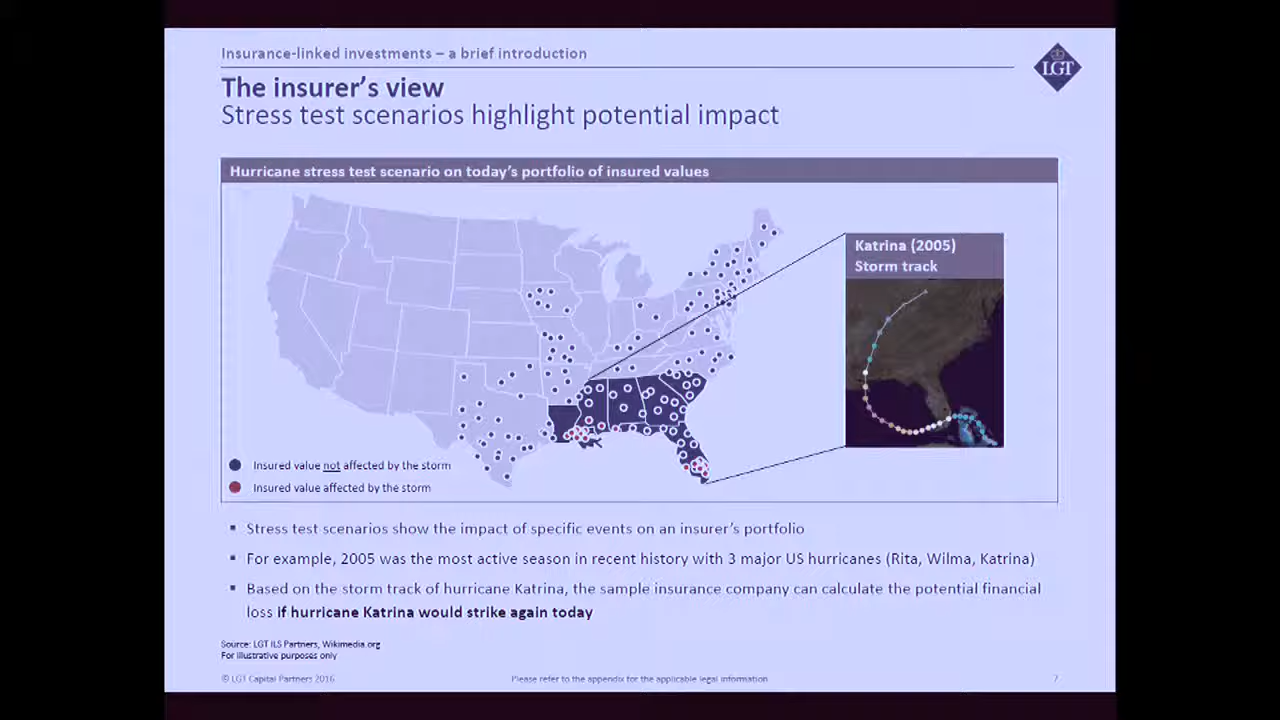 Insurance-linked investments – a brief introduction
LGT
The insurer's view
Stress test scenarios highlight potential impact
Hurricane stress test scenario on today's portfolio of insured values
Katrina (2005)
Storm track
Insured value not affected by the storm
Insured value affected by the storm
▪ Stress test scenarios show the impact of specific events on an insurer's portfolio
▪ For example, 2005 was the most active season in recent history with 3 major US hurricanes (Rita, Wilma, Katrina)
▪ Based on the storm track of hurricane Katrina, the sample insurance company can calculate the potential financial
loss if hurricane Katrina would strike again today
Source: LGT ILS Partners, Wikimedia.org
For illustrative purposes only
© LGT Capital Partners 2016
Please refer to the appendix for the applicable legal information
7